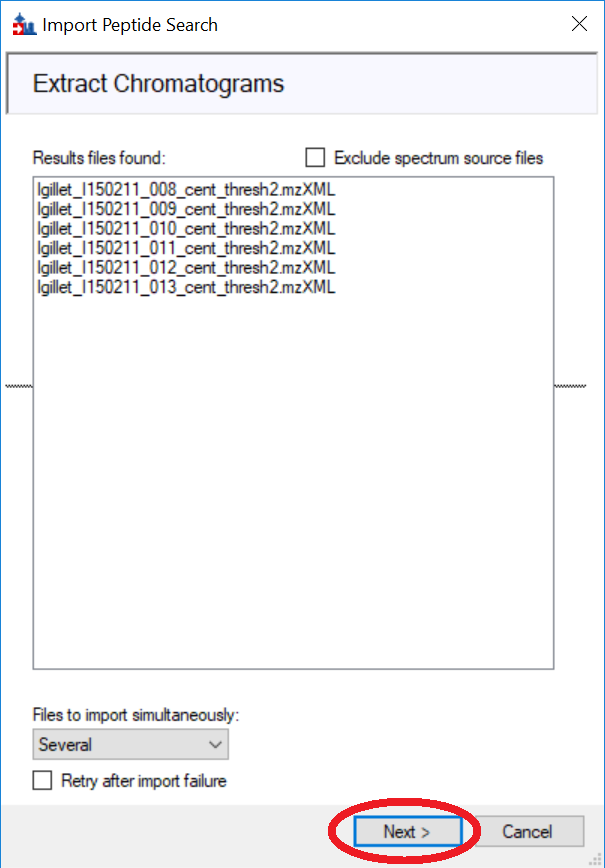 Import Peptide Search
Extract Chromatograms
Results files found:
Exclude spectrum source files
lgillet_I150211_008_cent_thresh2.mzXML
lgillet_I150211_009_cent_thresh2.mzXML
lgillet_I150211_010_cent_thresh2.mzXML
lgillet_I150211_011_cent_thresh2.mzXML
lgillet_I150211_012_cent_thresh2.mzXML
lgillet_I150211_013_cent_thresh2.mzXML
Files to import simultaneously:
Several
Retry after import failure
Next >
Cancel